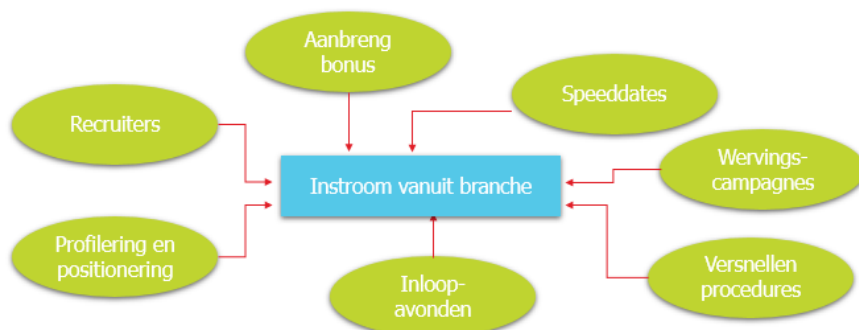 Aanbreng
bonus
Speeddates
Recruiters
Wervings-
campagnes
Instroom vanuit branche
Profilering en
positionering
Inloop-
avonden
Versnellen
procedures